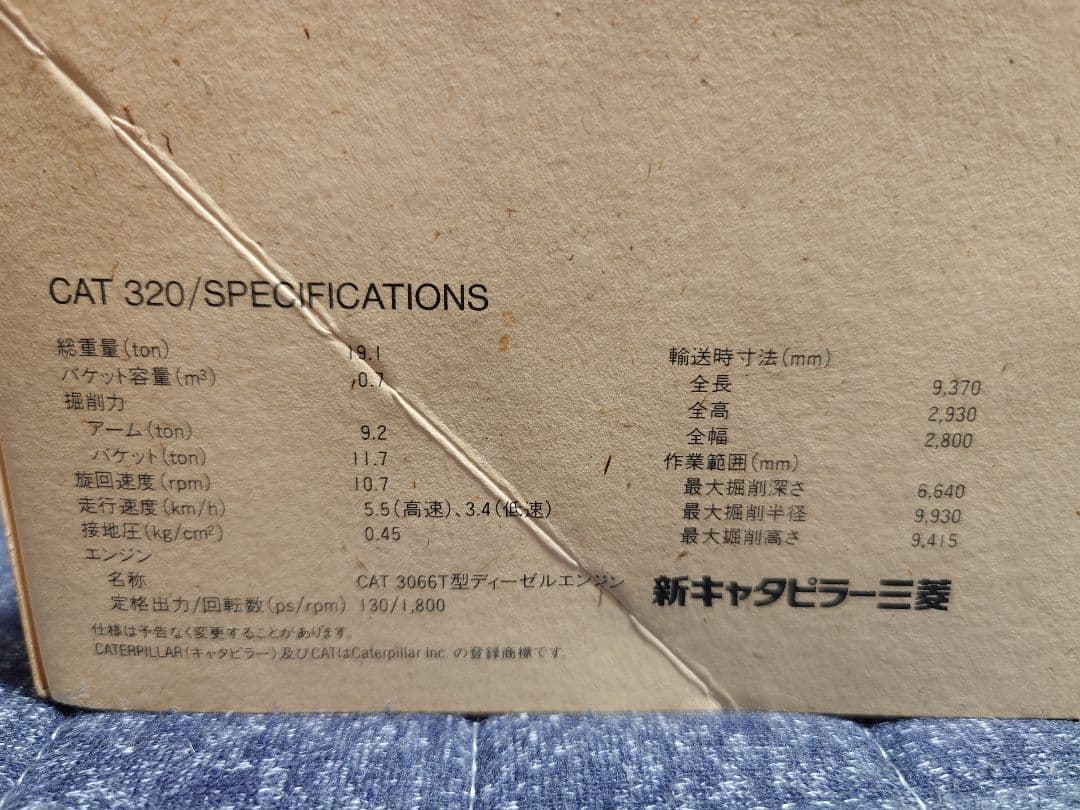 CAT 320/SPECIFICATIONS
総重量(ton) 19.1
バケット容量(m³) 0.7
掘削力
アーム(ton) 9.2
バケット(ton) 11.7
旋回速度(rpm) 10.7
走行速度(km/h) 5.5(高速)、3.4(低速)
接地圧(kg/cm²) 0.45
エンジン
名称 CAT 3066T型ディーゼルエンジン
定格出力/回転数(ps/rpm) 130/1,800
仕様は予告なく変更することがあります。
CATERPILLAR(キャタピラー)及びCATはCaterpillar Inc. の登録商標です。
輸送時寸法(mm)
全長 9,370
全高 2,930
全幅 2,800
作業範囲(mm)
最大掘削深さ 6,640
最大掘削半径 9,930
最大掘削高さ 9,415
新キャタピラー三菱